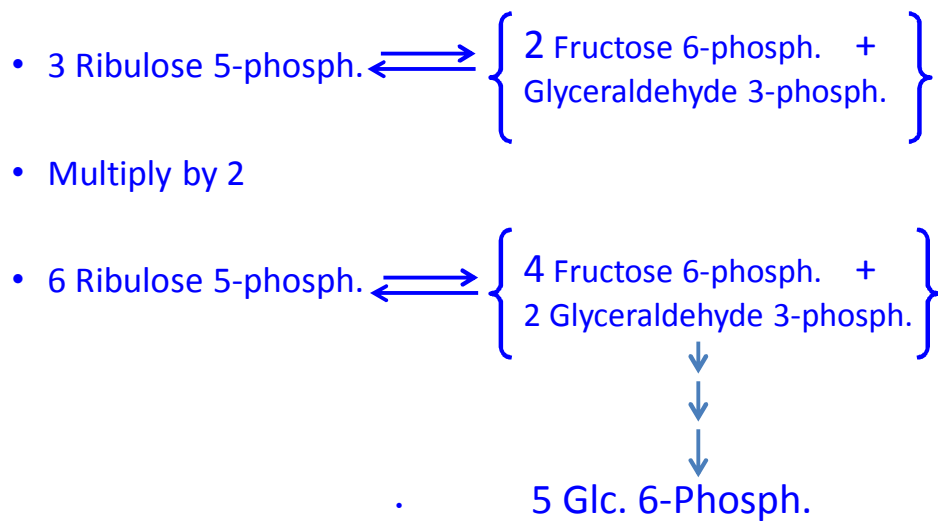 • 3 Ribulose 5-phosph.
2 Fructose 6-phosph. +
Glyceraldehyde 3-phosph.
• Multiply by 2
• 6 Ribulose 5-phosph.
4 Fructose 6-phosph. +
2 Glyceraldehyde 3-phosph.
. 5 Glc. 6-Phosph.